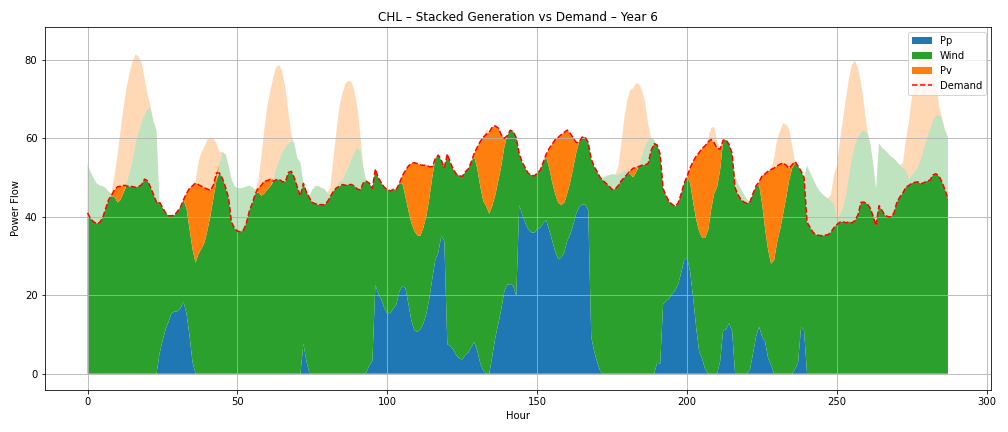 CHL – Stacked Generation vs Demand – Year 6
Power Flow
80
60
40
20
0
0 50 100 150 200 250 300
Hour
Pp
Wind
Pv
Demand